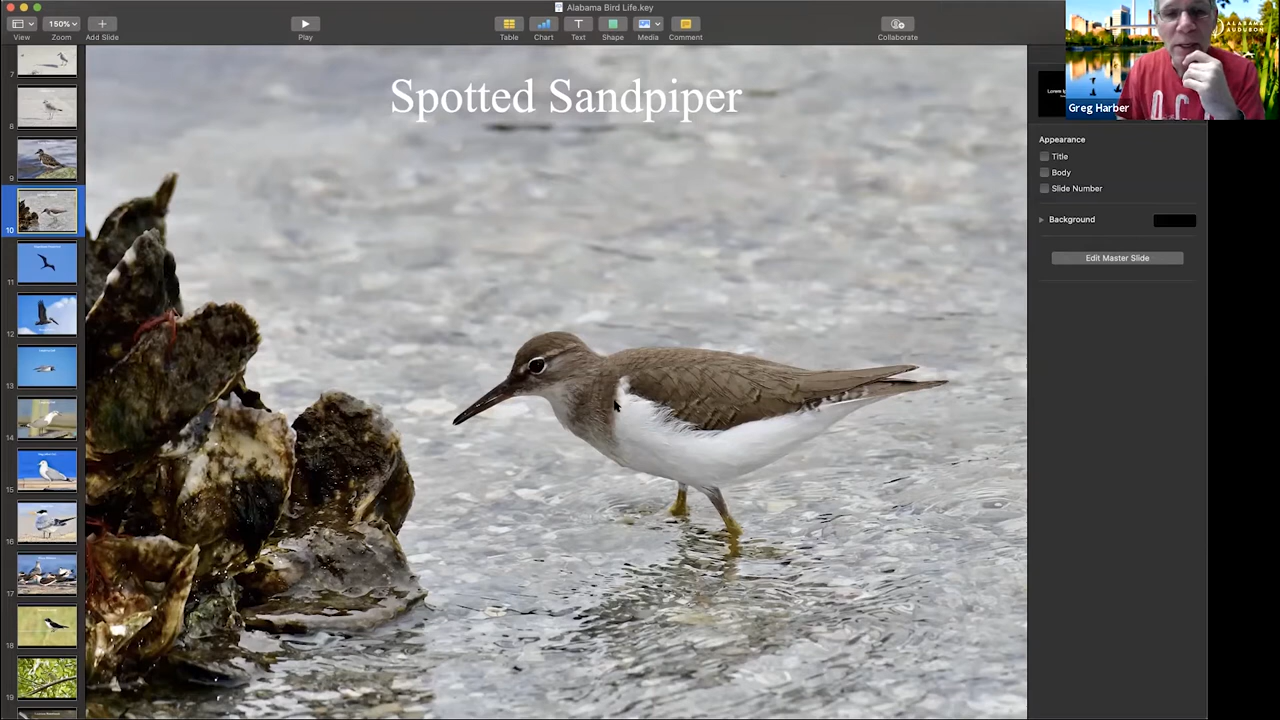 Alabama Bird Life.key
150%
View
Zoom
Add Slide
Play
Table
Chart
Text
Shape
Media
Comment
Collaborate
ALABAMA
AUDUBON
Greg Harber
Spotted Sandpiper
Appearance
Title
Body
Slide Number
Background
Edit Master Slide
7
8
9
10
11
12
13
14
15
16
17
18
19